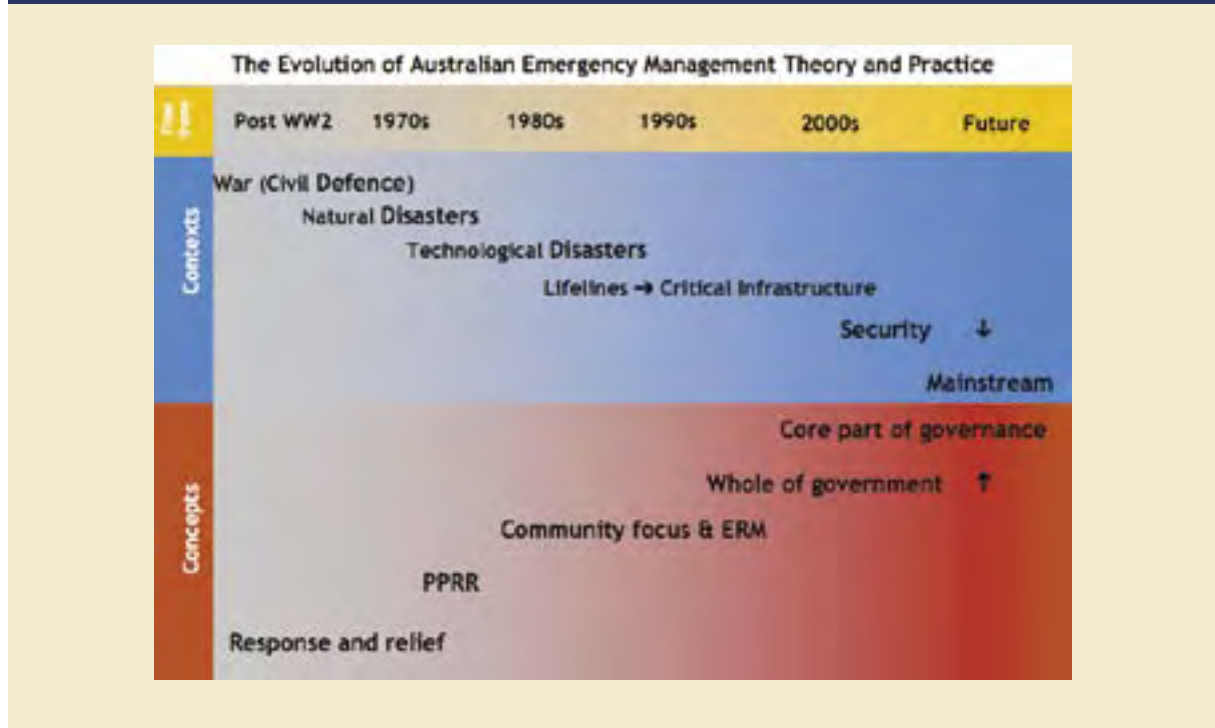 The Evolution of Australian Emergency Management Theory and Practice
Post WW2 1970s 1980s 1990s 2000s Future
Contexts
War (Civil Defence)
Natural Disasters
Technological Disasters
Lifelines → Critical Infrastructure
Security ↓
Mainstream
Concepts
Core part of governance
Whole of government ↑
Community focus & ERM
PPRR
Response and relief